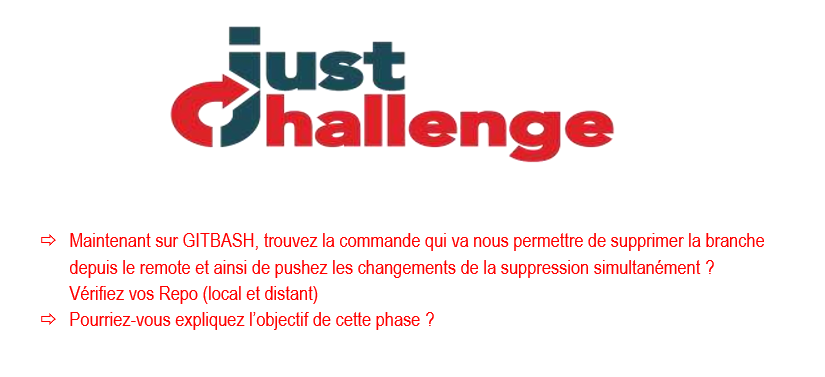 just
Challenge
⇨ Maintenant sur GITBASH, trouvez la commande qui va nous permettre de supprimer la branche
depuis le remote et ainsi de pushez les changements de la suppression simultanément ?
Vérifiez vos Repo (local et distant)
⇨ Pourriez-vous expliquez l'objectif de cette phase ?